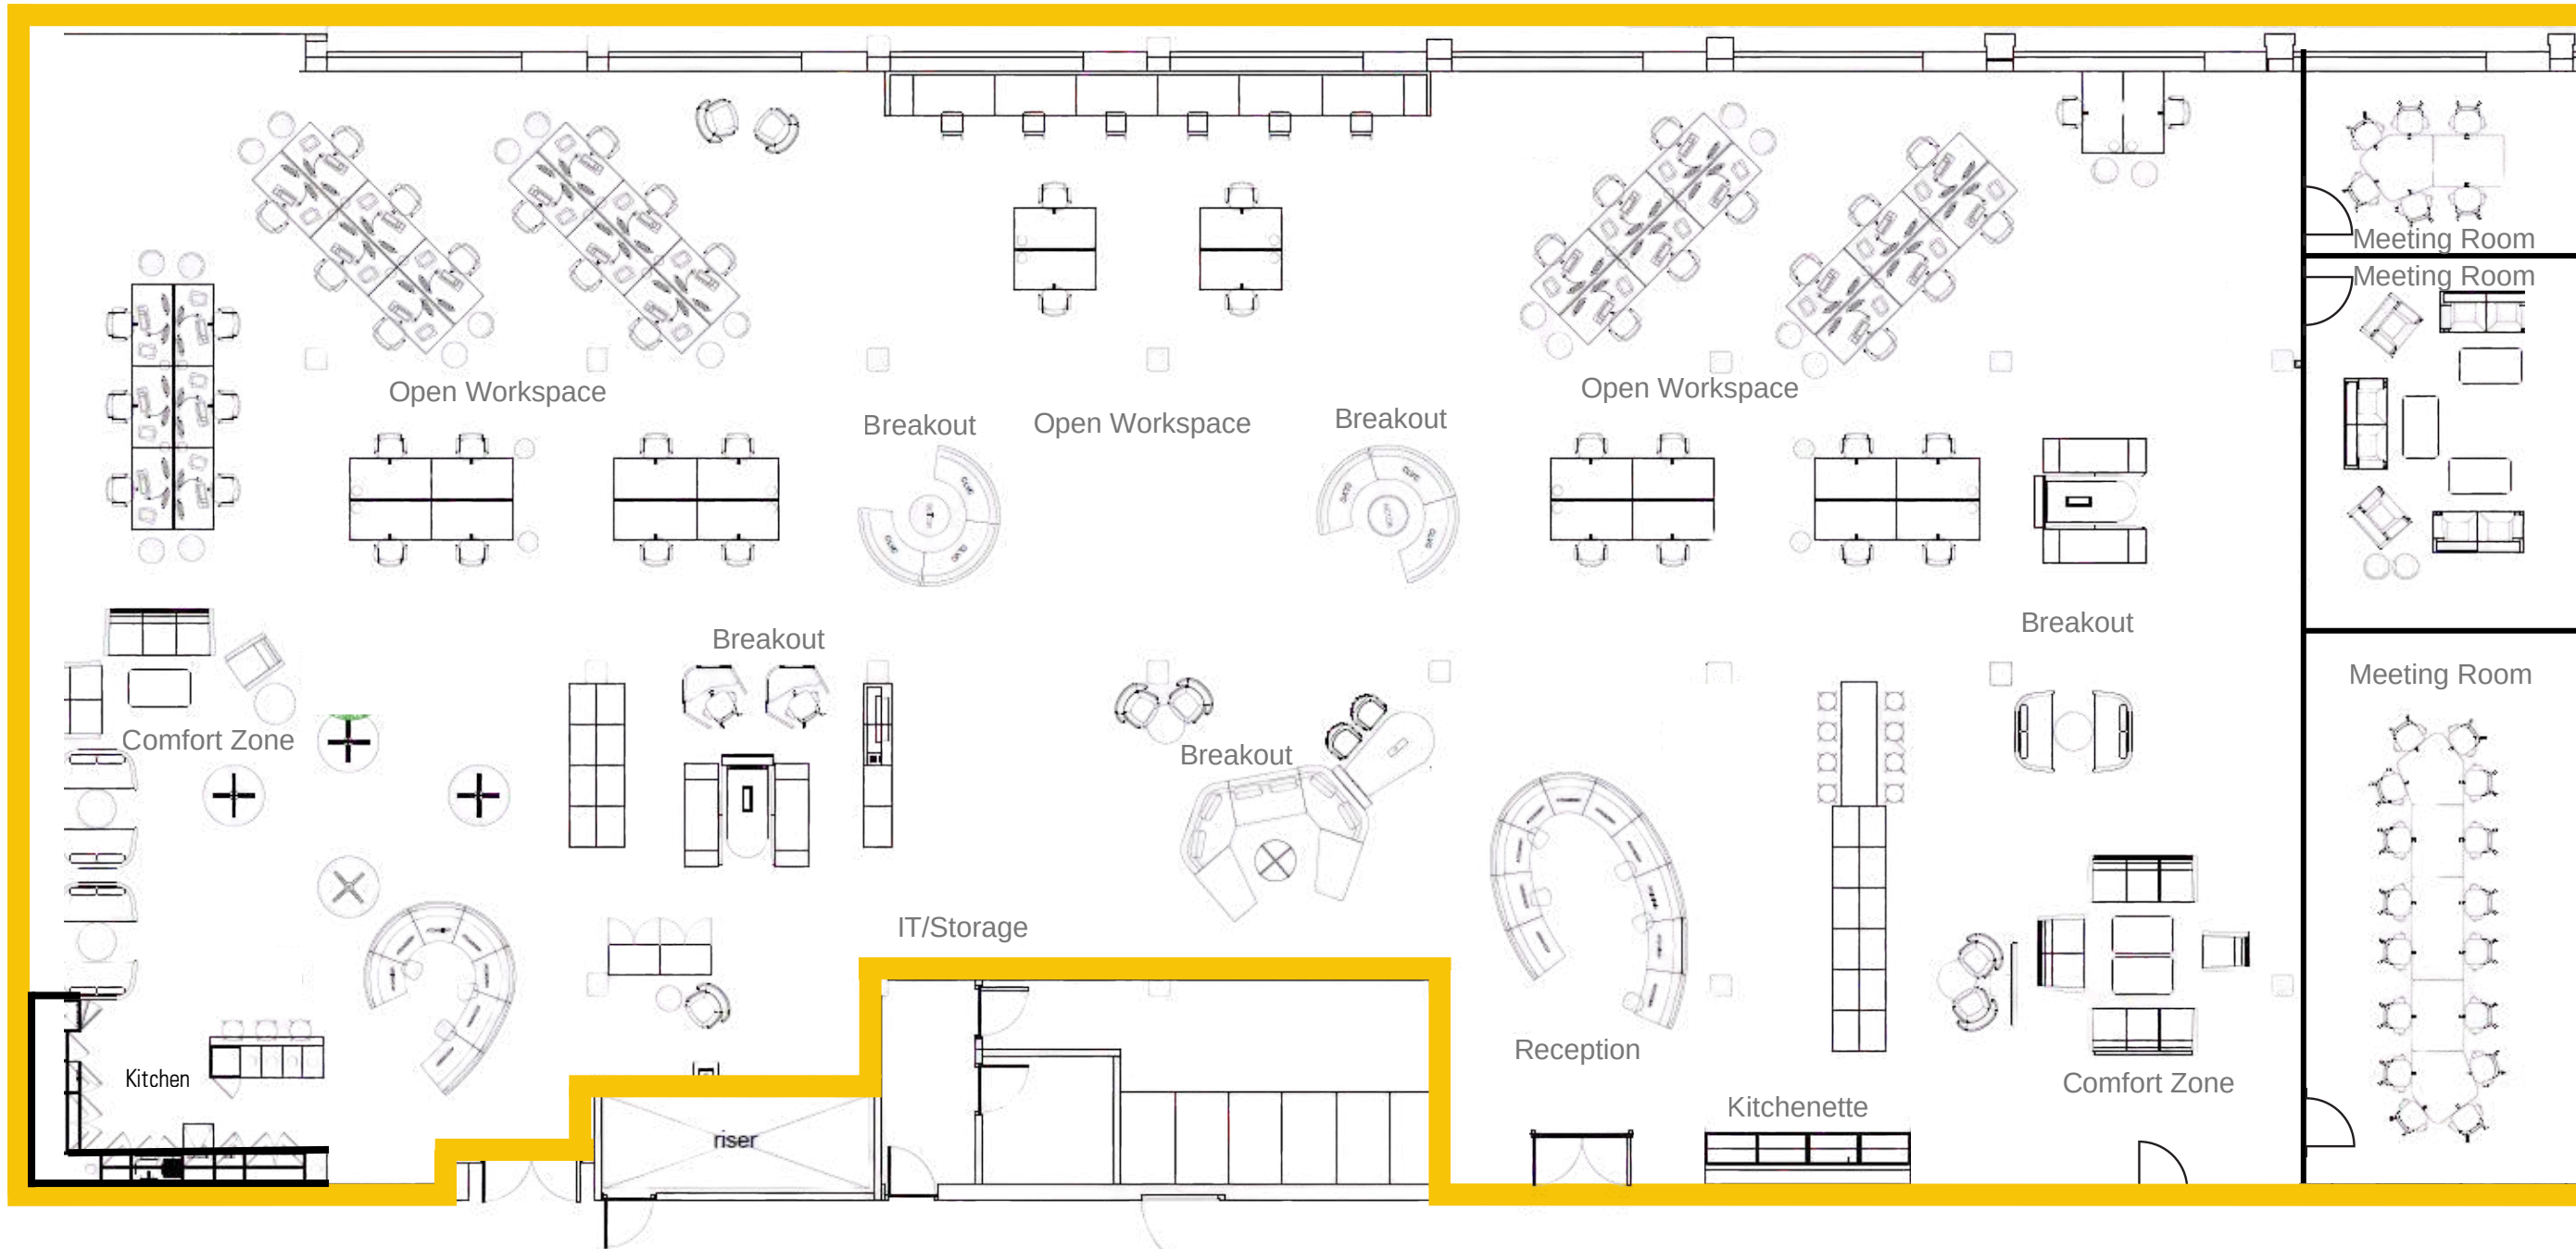 Meeting Room
Meeting Room
Open Workspace
Open Workspace
Open Workspace
Breakout
Breakout
Breakout
Breakout
Meeting Room
Comfort Zone
Breakout
IT/Storage
Reception
Kitchen
Comfort Zone
Kitchenette
riser